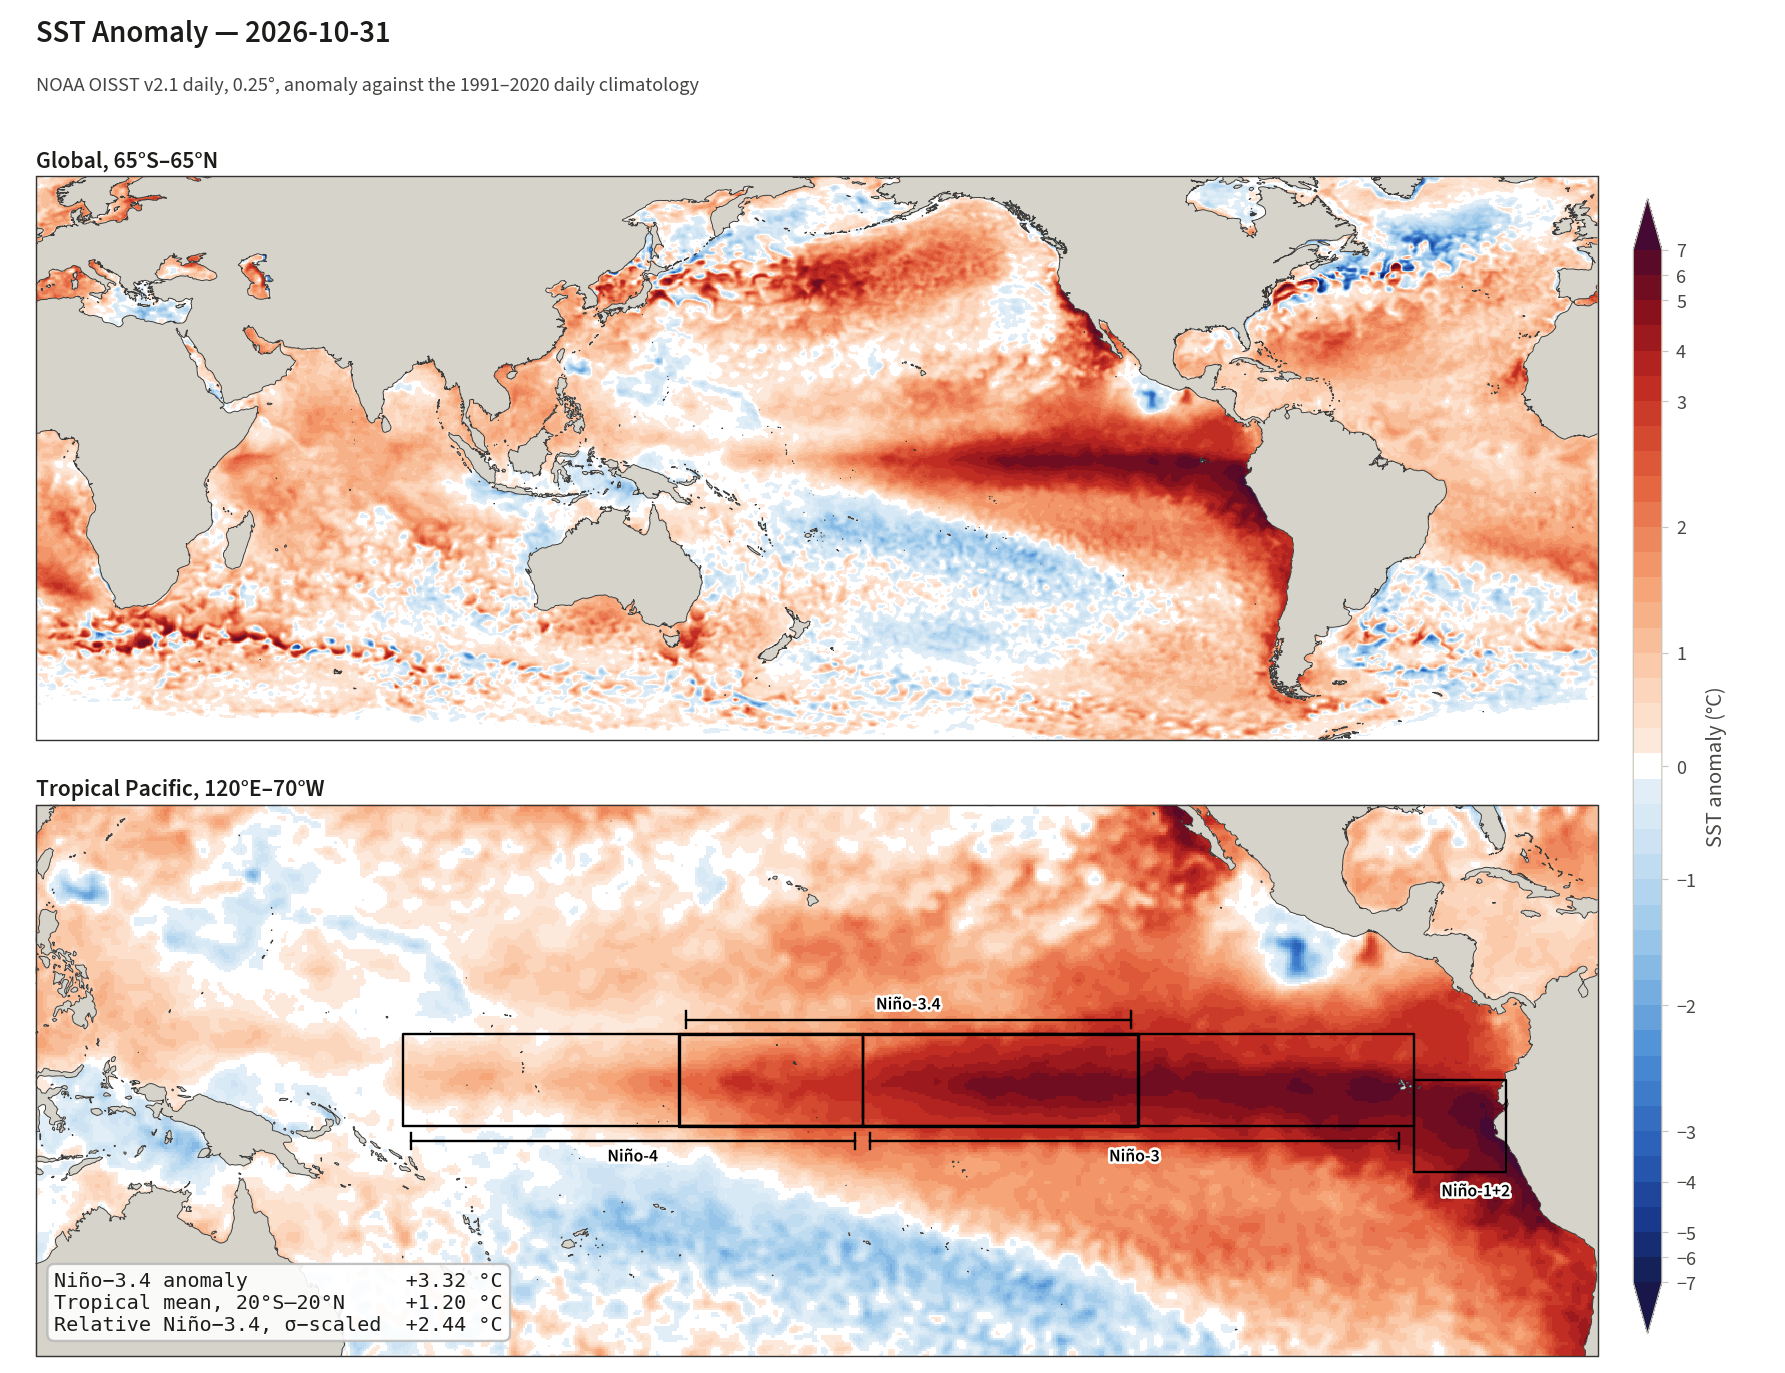 SST Anomaly — 2026-10-31
NOAA OISST v2.1 daily, 0.25°, anomaly against the 1991–2020 daily climatology
Global, 65°S–65°N
7
6
5
4
3
2
1
0
−1
−2
−3
−4
−5
−6
−7
SST anomaly (°C)
Tropical Pacific, 120°E–70°W
Niño-3.4
Niño-4
Niño-3
Niño-1+2
Niño−3.4 anomaly +3.32 °C
Tropical mean, 20°S–20°N +1.20 °C
Relative Niño−3.4, σ−scaled +2.44 °C